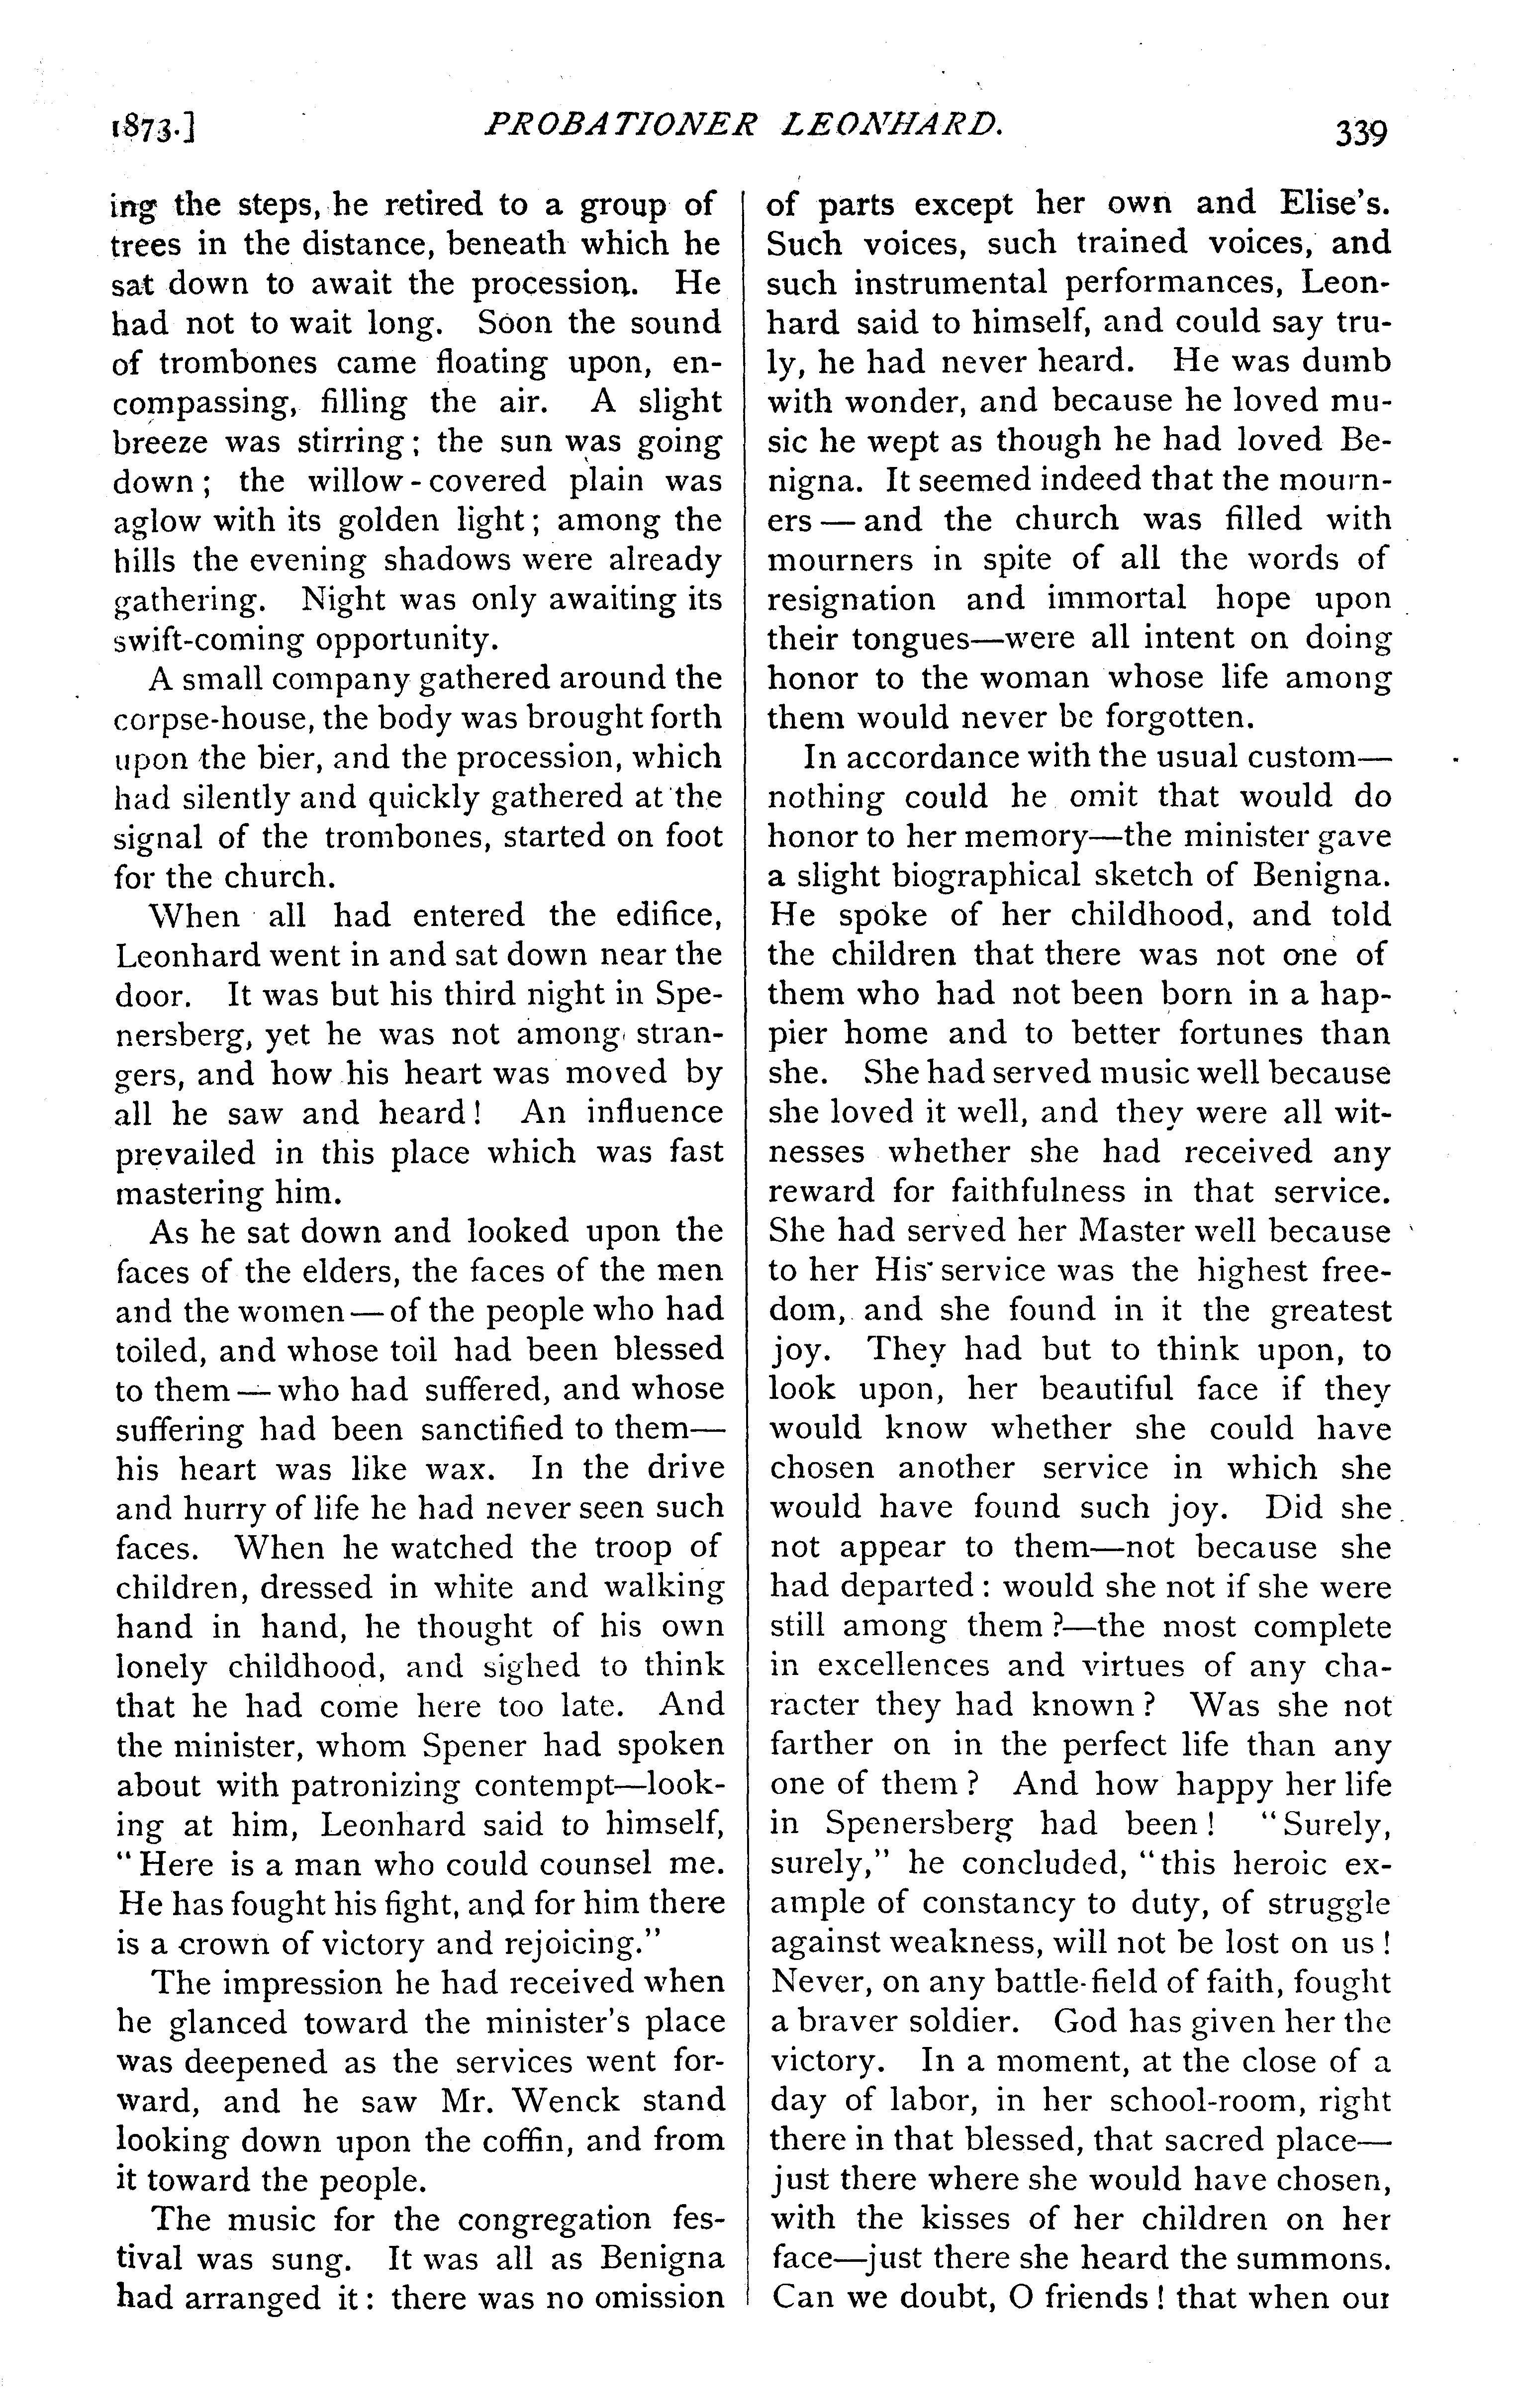 1873.] PROBATIONER LEONHARD. 339
ing the steps, he retired to a group of
trees in the distance, beneath which he
sat down to await the procession. He
had not to wait long. Soon the sound
of trombones came floating upon, en-
compassing, filling the air. A slight
breeze was stirring; the sun was going
down; the willow-covered plain was
aglow with its golden light; among the
hills the evening shadows were already
gathering. Night was only awaiting its
swift-coming opportunity.
A small company gathered around the
corpse-house, the body was brought forth
upon the bier, and the procession, which
had silently and quickly gathered at the
signal of the trombones, started on foot
for the church.
When all had entered the edifice,
Leonhard went in and sat down near the
door. It was but his third night in Spe-
nersberg, yet he was not among stran-
gers, and how his heart was moved by
all he saw and heard! An influence
prevailed in this place which was fast
mastering him.
As he sat down and looked upon the
faces of the elders, the faces of the men
and the women—of the people who had
toiled, and whose toil had been blessed
to them—who had suffered, and whose
suffering had been sanctified to them—
his heart was like wax. In the drive
and hurry of life he had never seen such
faces. When he watched the troop of
children, dressed in white and walking
hand in hand, he thought of his own
lonely childhood, and sighed to think
that he had come here too late. And
the minister, whom Spener had spoken
about with patronizing contempt—look-
ing at him, Leonhard said to himself,
"Here is a man who could counsel me.
He has fought his fight, and for him there
is a crown of victory and rejoicing."
The impression he had received when
he glanced toward the minister's place
was deepened as the services went for-
ward, and he saw Mr. Wenck stand
looking down upon the coffin, and from
it toward the people.
The music for the congregation fes-
tival was sung. It was all as Benigna
had arranged it: there was no omission
of parts except her own and Elise's.
Such voices, such trained voices, and
such instrumental performances, Leon-
hard said to himself, and could say tru-
ly, he had never heard. He was dumb
with wonder, and because he loved mu-
sic he wept as though he had loved Be-
nigna. It seemed indeed that the mourn-
ers—and the church was filled with
mourners in spite of all the words of
resignation and immortal hope upon
their tongues—were all intent on doing
honor to the woman whose life among
them would never be forgotten.
In accordance with the usual custom—
nothing could he omit that would do
honor to her memory—the minister gave
a slight biographical sketch of Benigna.
He spoke of her childhood, and told
the children that there was not one of
them who had not been born in a hap-
pier home and to better fortunes than
she. She had served music well because
she loved it well, and they were all wit-
nesses whether she had received any
reward for faithfulness in that service.
She had served her Master well because
to her His service was the highest free-
dom, and she found in it the greatest
joy. They had but to think upon, to
look upon, her beautiful face if they
would know whether she could have
chosen another service in which she
would have found such joy. Did she
not appear to them—not because she
had departed: would she not if she were
still among them?—the most complete
in excellences and virtues of any cha-
racter they had known? Was she not
farther on in the perfect life than any
one of them? And how happy her life
in Spenersberg had been! "Surely,
surely," he concluded, "this heroic ex-
ample of constancy to duty, of struggle
against weakness, will not be lost on us!
Never, on any battle-field of faith, fought
a braver soldier. God has given her the
victory. In a moment, at the close of a
day of labor, in her school-room, right
there in that blessed, that sacred place—
just there where she would have chosen,
with the kisses of her children on her
face—just there she heard the summons.
Can we doubt, O friends! that when our